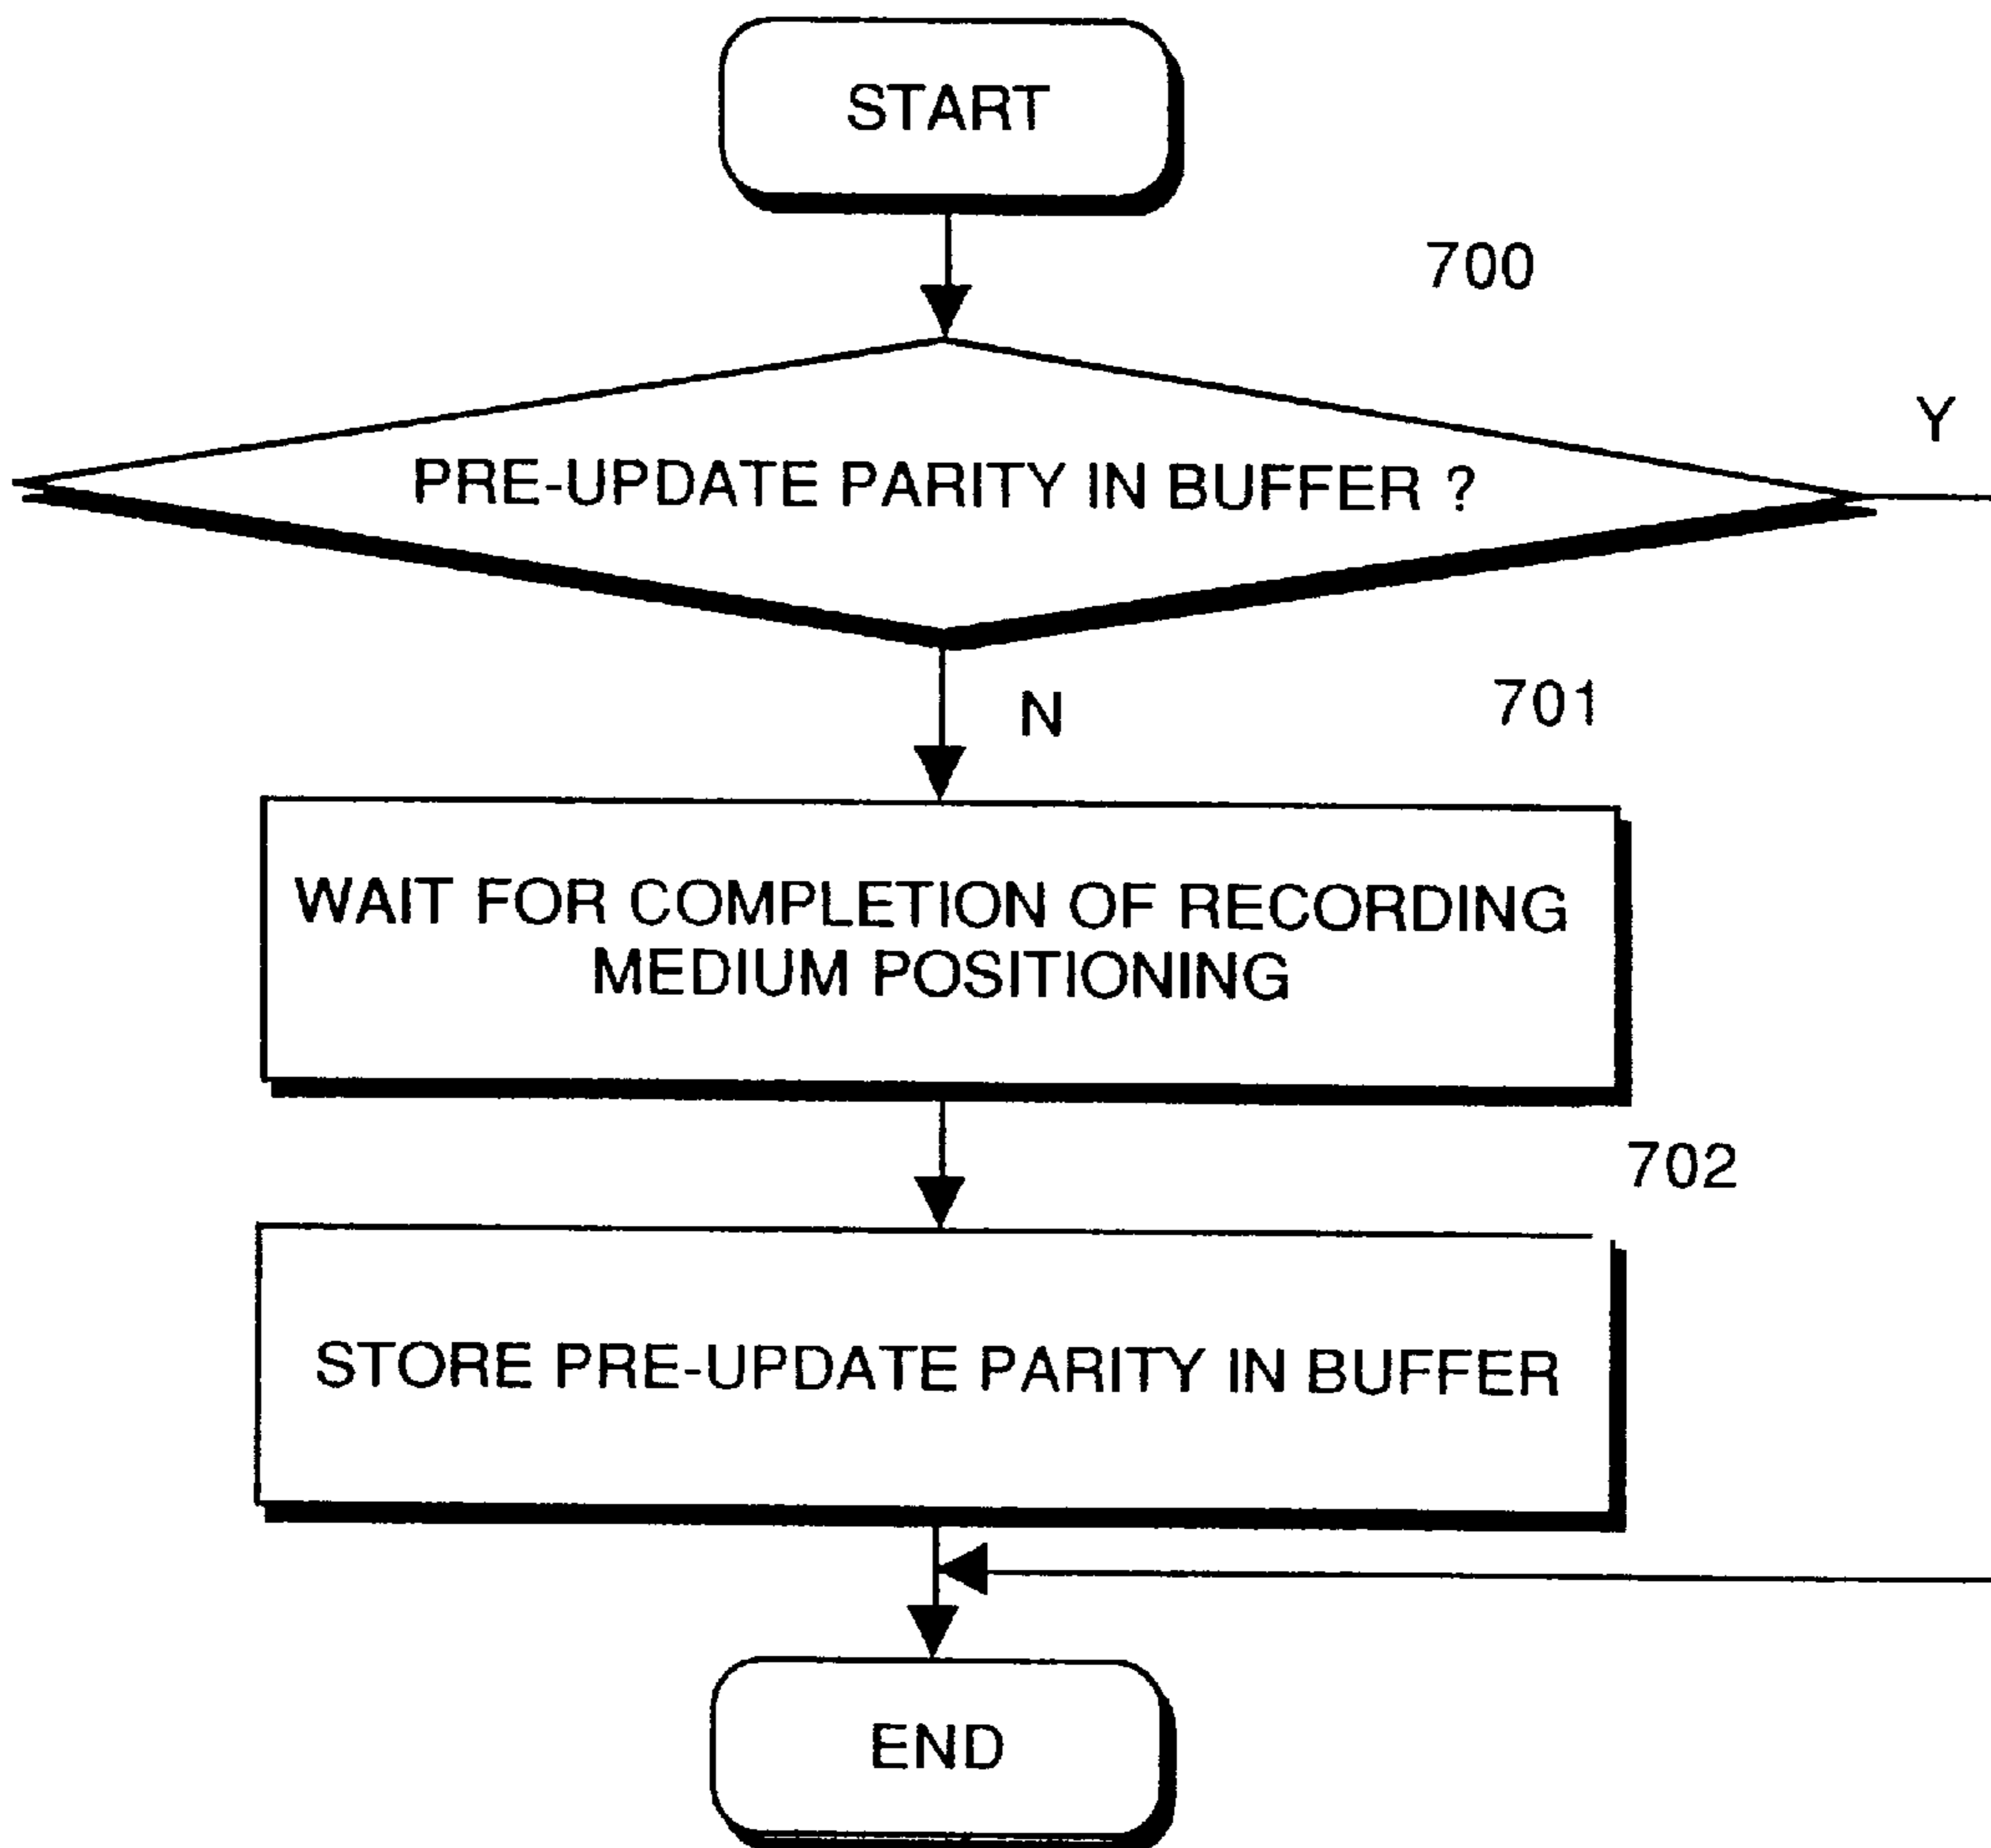 START
700
Y
PRE-UPDATE PARITY IN BUFFER ?
N
701
WAIT FOR COMPLETION OF RECORDING
MEDIUM POSITIONING
702
STORE PRE-UPDATE PARITY IN BUFFER
END